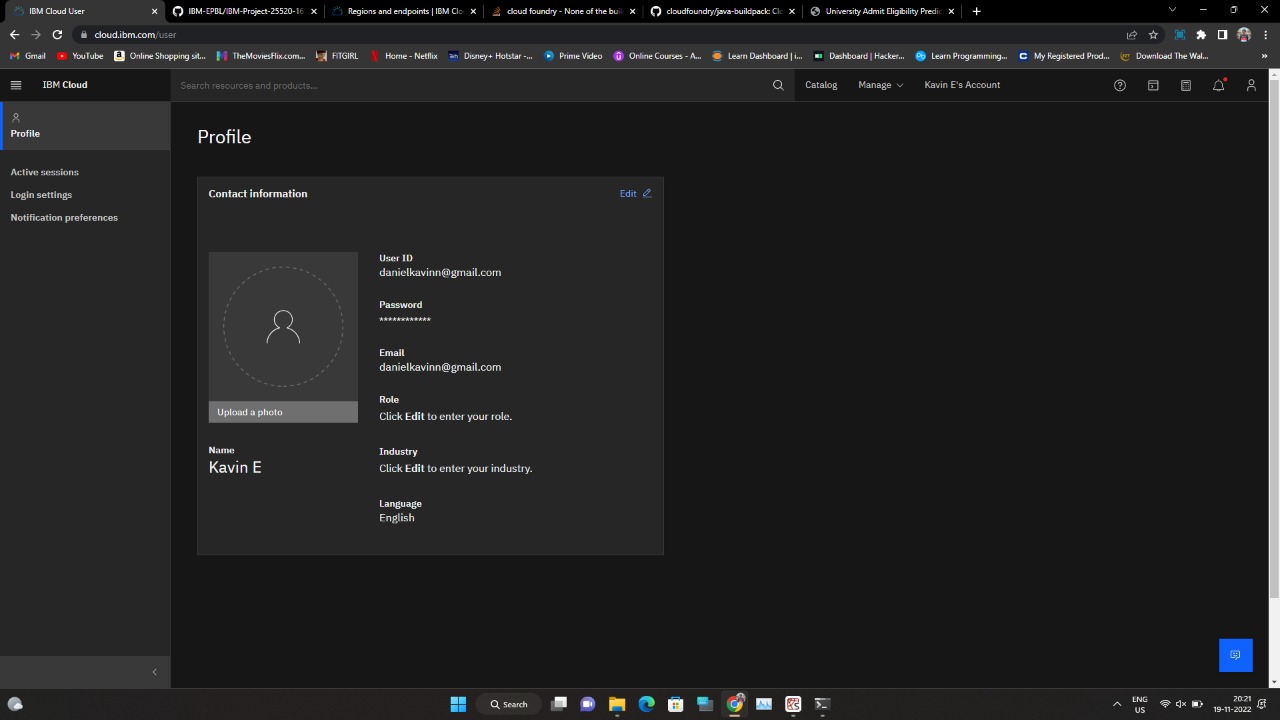 IBM Cloud User
IBM-EPBL/IBM-Project-25520-16
Regions and endpoints | IBM Clo
cloud foundry - None of the bui
cloudfoundry/java-buildpack: Cl
University Admit Eligibility Predic
cloud.ibm.com/user
Gmail
YouTube
Online Shopping sit...
TheMoviesFlix.com...
FITGIRL
Home - Netflix
Disney+ Hotstar -...
Prime Video
Online Courses - A...
Learn Dashboard | i...
Dashboard | Hacker...
Learn Programming...
My Registered Prod...
Download The Wal...
IBM Cloud
Search resources and products...
Catalog
Manage
Kavin E's Account
Profile
Active sessions
Login settings
Notification preferences
Profile
Contact information
Edit
Upload a photo
Name
Kavin E
User ID
danielkavinn@gmail.com
Password
************
Email
danielkavinn@gmail.com
Role
Click Edit to enter your role.
Industry
Click Edit to enter your industry.
Language
English
Search
ENG
US
20:21
19-11-2022